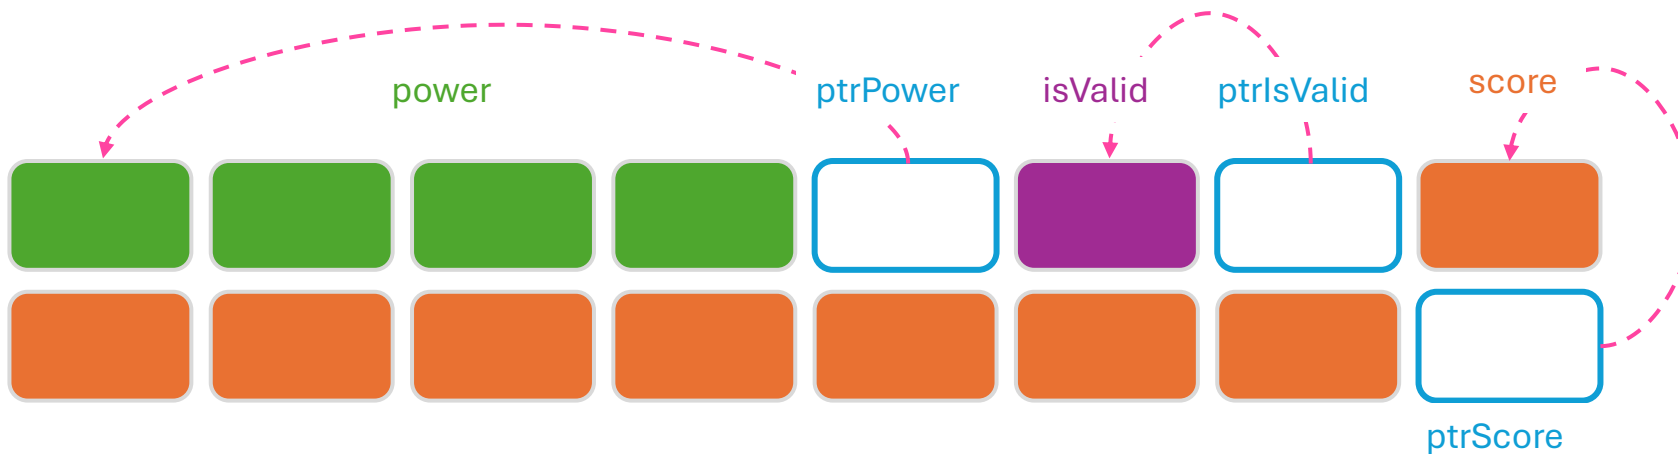 power
ptrPower
isValid
ptrIsValid
score
ptrScore